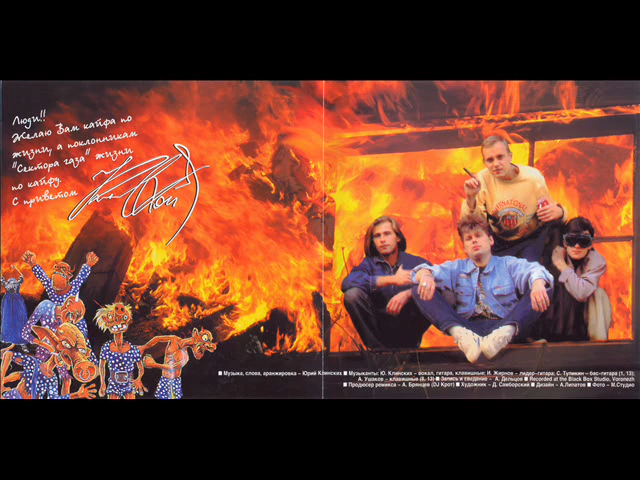 Люди!!
Желаю Вам кайфа по
жизни, а поклонникам
"Сектора газа" жизни
по кайфу.
С приветом
INTERNATIONAL
■ Музыка, слова, аранжировка – Юрий Клинских ■ Музыканты: Ю. Клинских – вокал, гитара, клавишные; И. Жирнов – лидер-гитара; С. Тупикин – бас-гитара (1, 13);
А. Ушаков – клавишные (8, 13) ■ Запись и сведение – А. Дельцов ■ Recorded at the Black Box Studio, Voronezh
■ Продюсер ремикса – А. Брянцев (DJ Крот) ■ Художник – Д. Самборский ■ Дизайн – А.Липатов ■ Фото – М.Студио